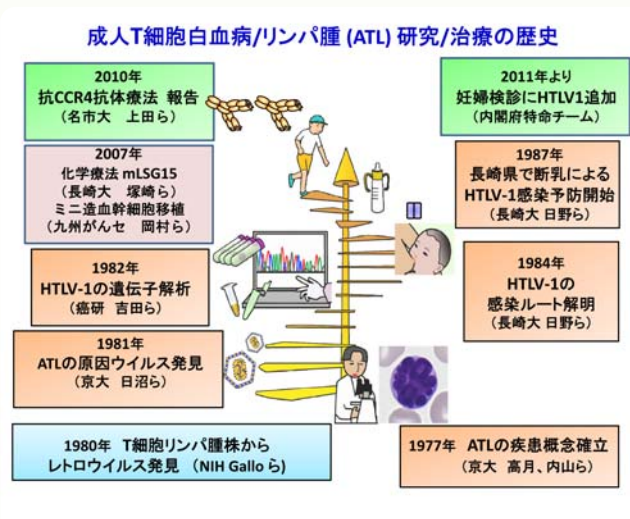 成人T細胞白血病/リンパ腫 (ATL) 研究/治療の歴史
2010年
抗CCR4抗体療法 報告
(名市大 上田ら)
2007年
化学療法 mLSG15
(長崎大 塚崎ら)
ミニ造血幹細胞移植
(九州がんセ 岡村ら)
1982年
HTLV-1の遺伝子解析
(癌研 吉田ら)
1981年
ATLの原因ウイルス発見
(京大 日沼ら)
1980年 T細胞リンパ腫株から
レトロウイルス発見 (NIH Gallo ら)
2011年より
妊婦検診にHTLV1追加
(内閣府特命チーム)
1987年
長崎県で断乳による
HTLV-1感染予防開始
(長崎大 日野ら)
1984年
HTLV-1の
感染ルート解明
(長崎大 日野ら)
1977年 ATLの疾患概念確立
(京大 高月、内山ら)